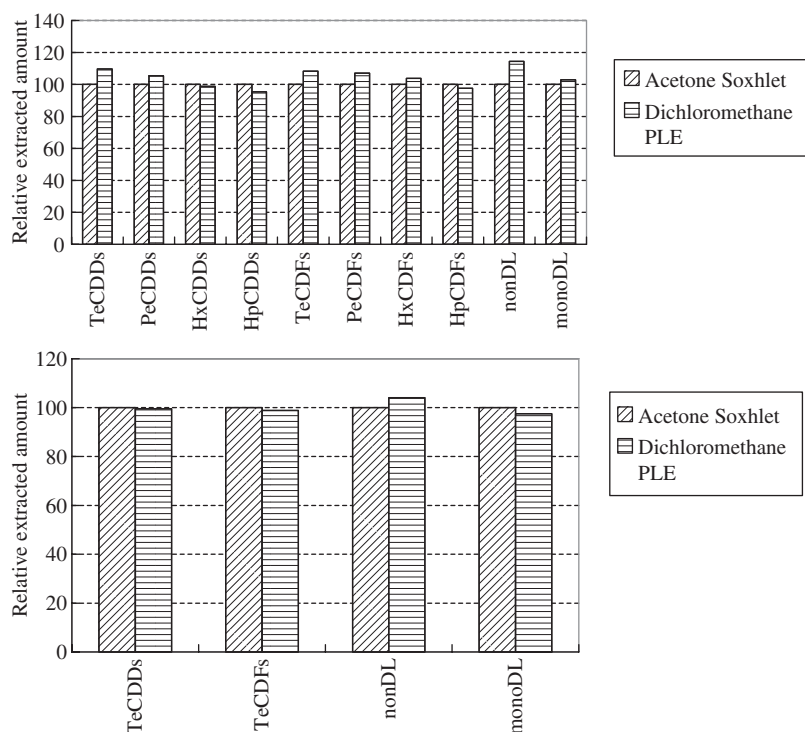 140
120
100
80
60
40
20
0
Relative extracted amount
TeCDDs
PeCDDs
HxCDDs
HpCDDs
TeCDFs
PeCDFs
HxCDFs
HpCDFs
nonDL
monoDL
Acetone Soxhlet
Dichloromethane
PLE
120
100
80
60
40
20
0
Relative extracted amount
TeCDDs
TeCDFs
nonDL
monoDL
Acetone Soxhlet
Dichloromethane
PLE